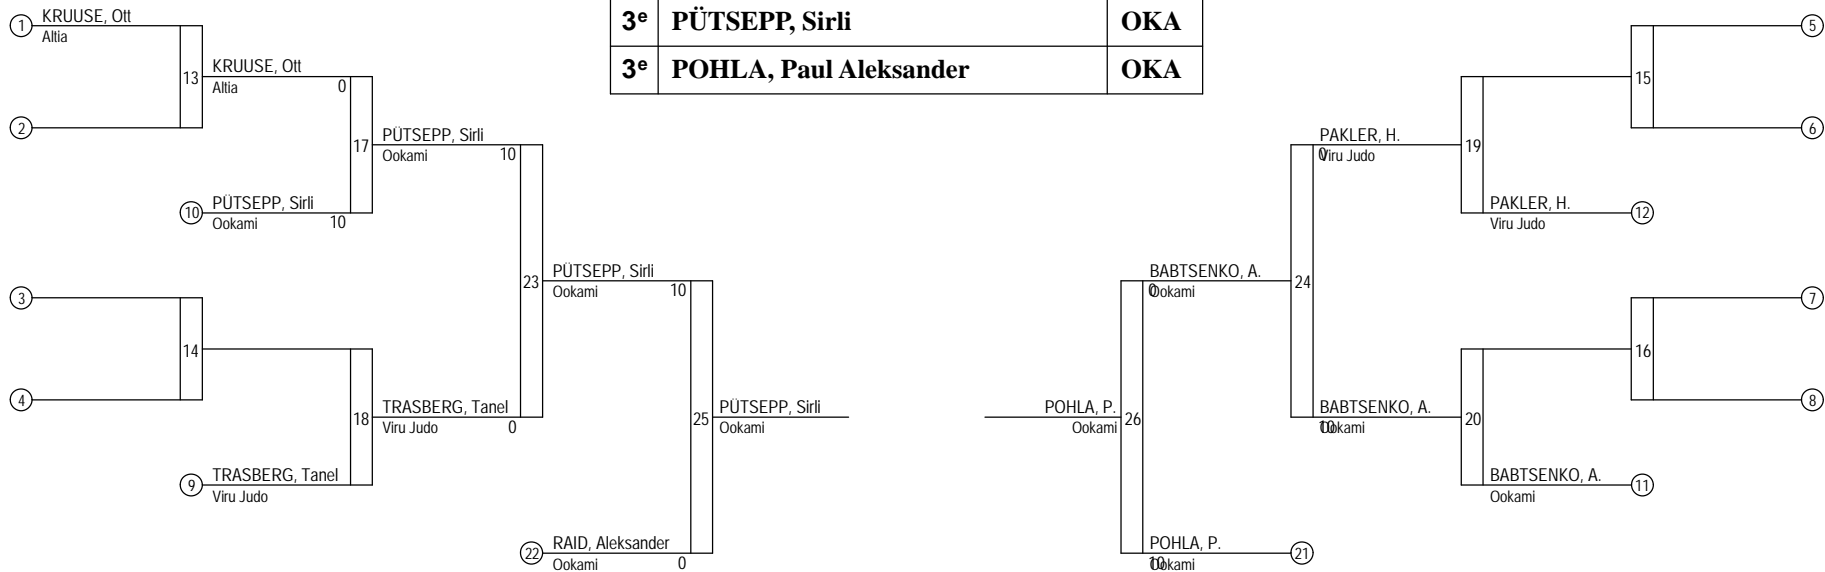 3e PÜTSEPP, Sirli OKA
3e POHLA, Paul Aleksander OKA
1 KRUUSE, Ott
Altia
13 KRUUSE, Ott
Altia 0
2
17 PÜTSEPP, Sirli
Ookami 10
10 PÜTSEPP, Sirli
Ookami 10
23 PÜTSEPP, Sirli
Ookami 10
3
14
4
18 TRASBERG, Tanel
Viru Judo 0
9 TRASBERG, Tanel
Viru Judo
25 PÜTSEPP, Sirli
Ookami
22 RAID, Aleksander
Ookami 0
5
15
6
PAKLER, H. 19
0 Viru Judo
PAKLER, H. 12
Viru Judo
BABTSENKO, A. 24
0 Ookami
7
16
8
BABTSENKO, A. 20
10 Ookami
BABTSENKO, A. 11
Ookami
POHLA, P. 26
Ookami
POHLA, P. 21
10 Ookami